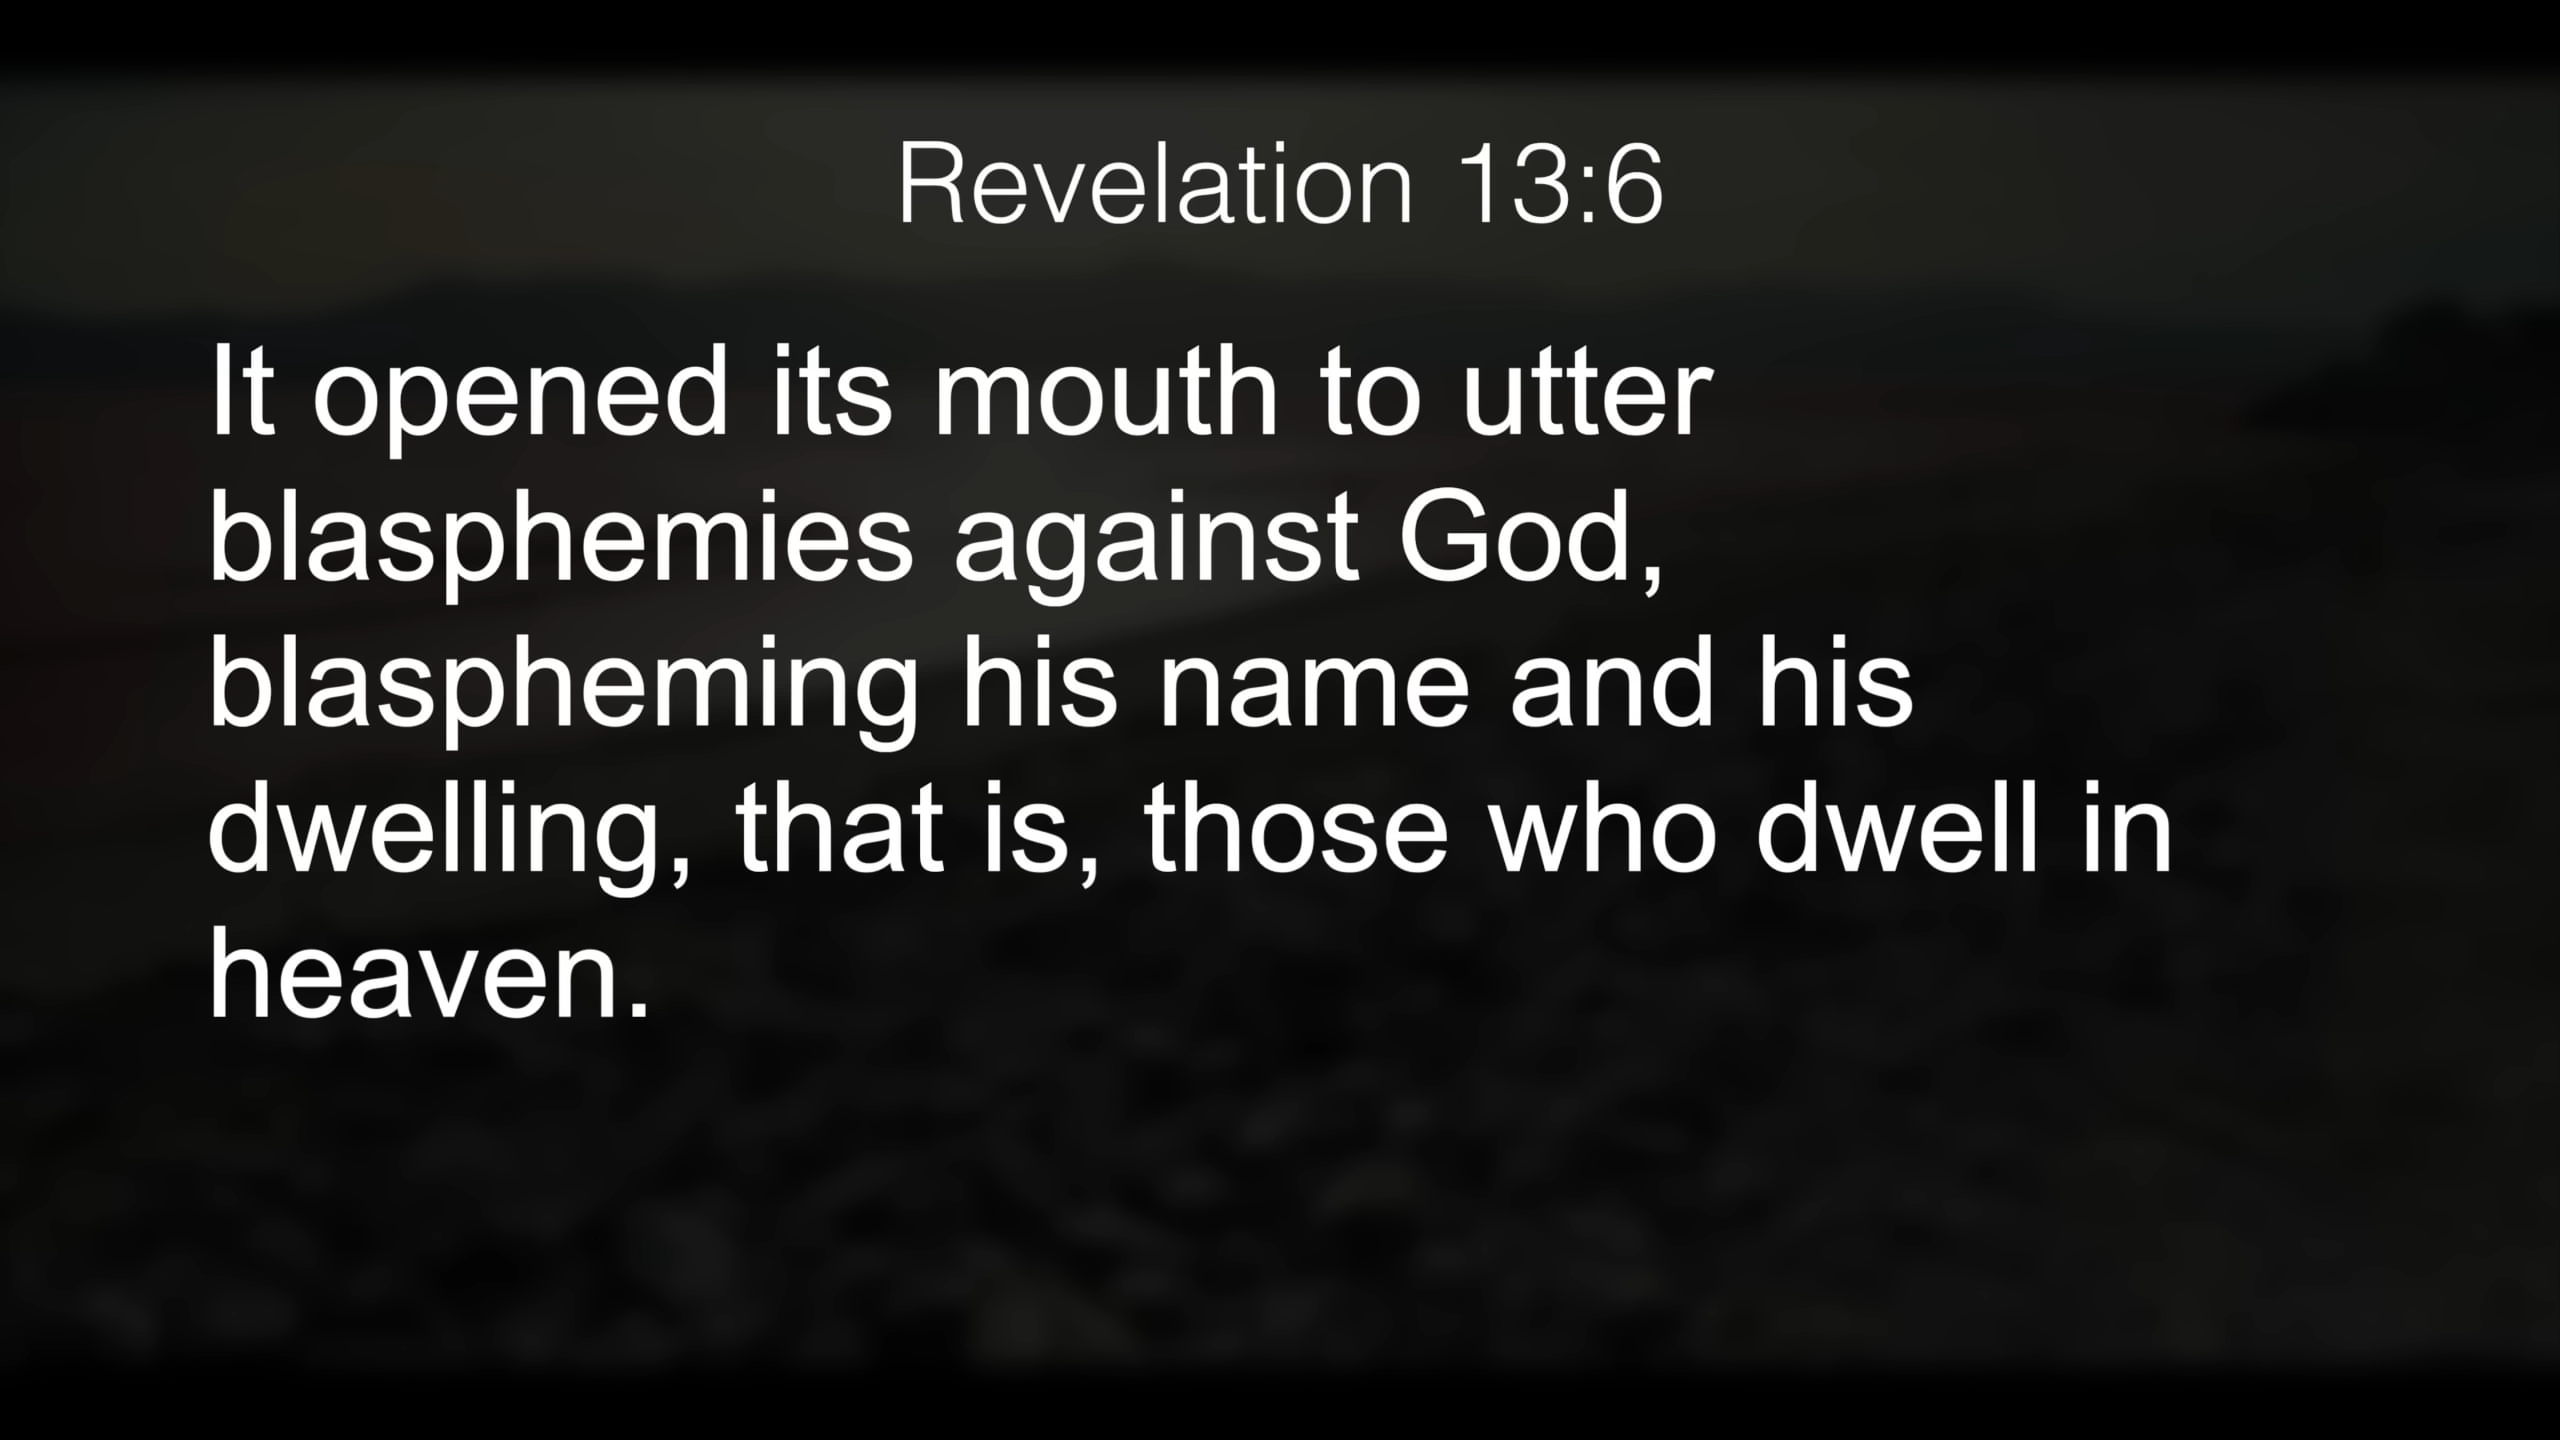 Revelation 13:6
It opened its mouth to utter
blasphemies against God,
blaspheming his name and his
dwelling, that is, those who dwell in
heaven.